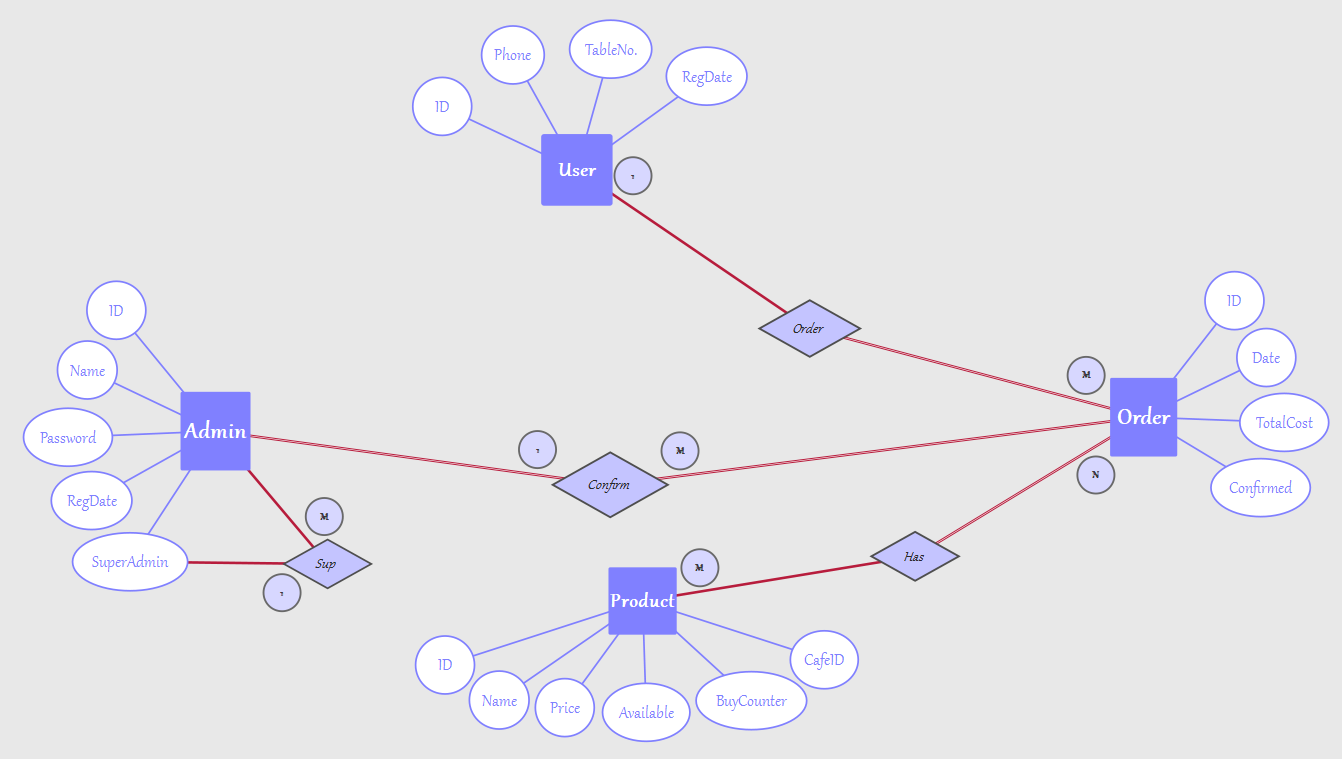 Phone
TableNo.
RegDate
ID
User
1
ID
Name
Password
RegDate
SuperAdmin
Admin
Order
ID
Date
TotalCost
Confirmed
Order
M
1
M
Confirm
N
M
Sup
1
Has
M
Product
ID
Name
Price
Available
BuyCounter
CafeID